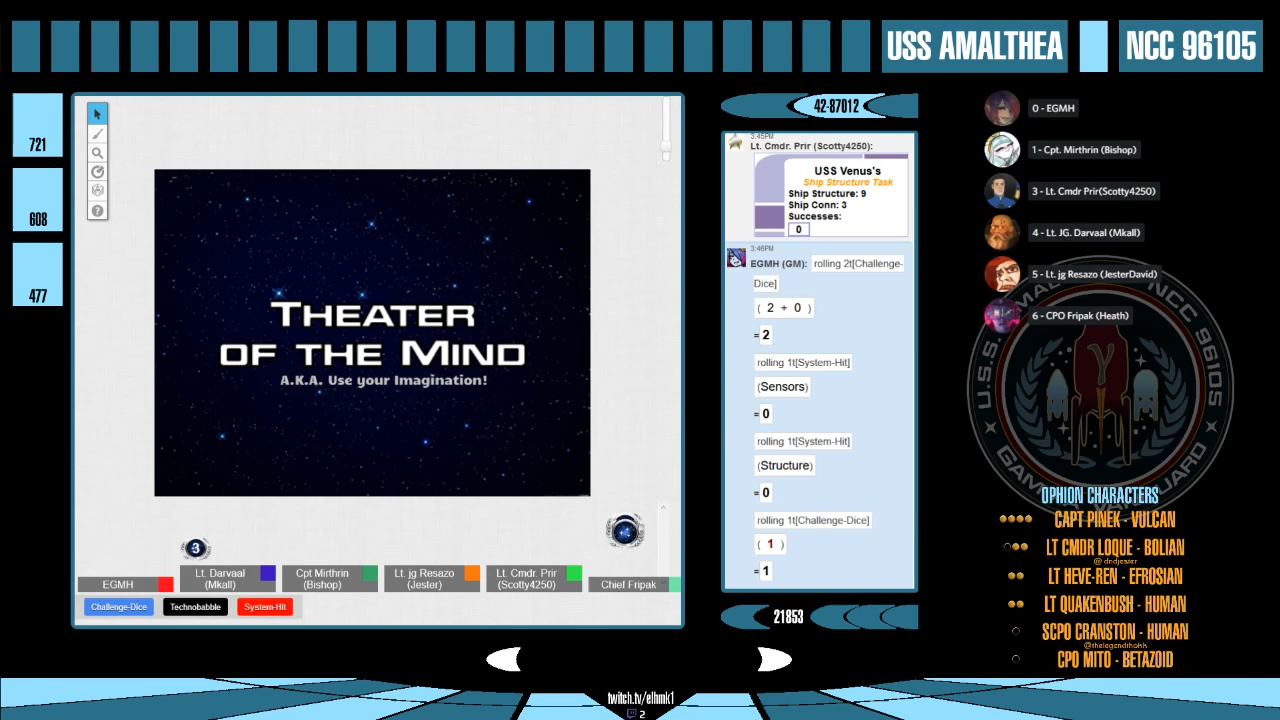 USS AMALTHEA
NCC 96105
721
608
477
THEATER
OF THE MIND
A.K.A. Use your Imagination!
3
EGMH
Lt. Darvaal
(Mkall)
Cpt Mirthrin
(Bishop)
Lt. jg Resazo
(Jester)
Lt. Cmdr. Prir
(Scotty4250)
Chief Fripak
Challenge-Dice
Technobabble
System-Hit
42-87012
3:45PM
Lt. Cmdr. Prir (Scotty4250):
USS Venus's
Ship Structure Task
Ship Structure: 9
Ship Conn: 3
Successes:
0
3:46PM
EGMH (GM): rolling 2t[Challenge-
Dice]
( 2 + 0 )
= 2
rolling 1t[System-Hit]
(Sensors)
= 0
rolling 1t[System-Hit]
(Structure)
= 0
rolling 1t[Challenge-Dice]
( 1 )
= 1
21853
0 - EGMH
1 - Cpt. Mirthrin (Bishop)
3 - Lt. Cmdr Prir(Scotty4250)
4 - Lt. JG. Darvaal (Mkall)
5 - Lt. jg Resazo (JesterDavid)
6 - CPO Fripak (Heath)
NCC 96105
OPHION CHARACTERS
CAPT PINEK - VULCAN
LT CMDR LOQUE - BOLIAN
@dndjester
LT HEVE-REN - EFROSIAN
LT QUAKENBUSH - HUMAN
SCPO CRANSTON - HUMAN
@thelegendthokk
CPO MITO - BETAZOID
twitch.tv/elhmk1
2